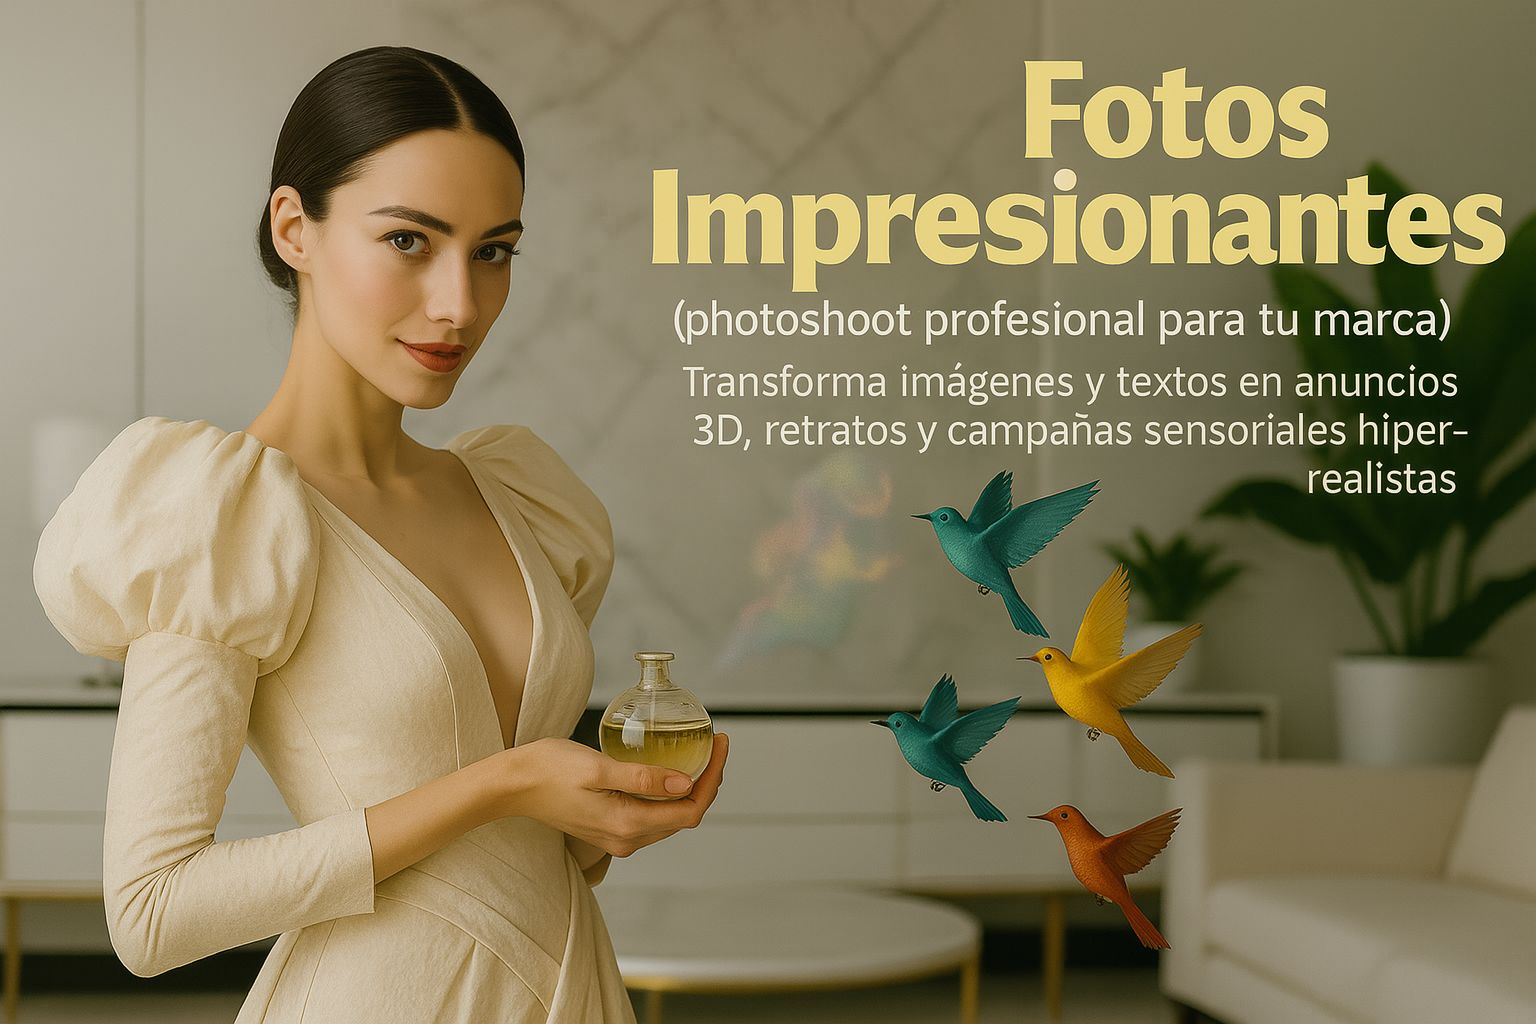 Fotos
Impresionantes
(photoshoot profesional para tu marca)
Transforma imágenes y textos en anuncios
3D, retratos y campañas sensoriales hiper-
realistas